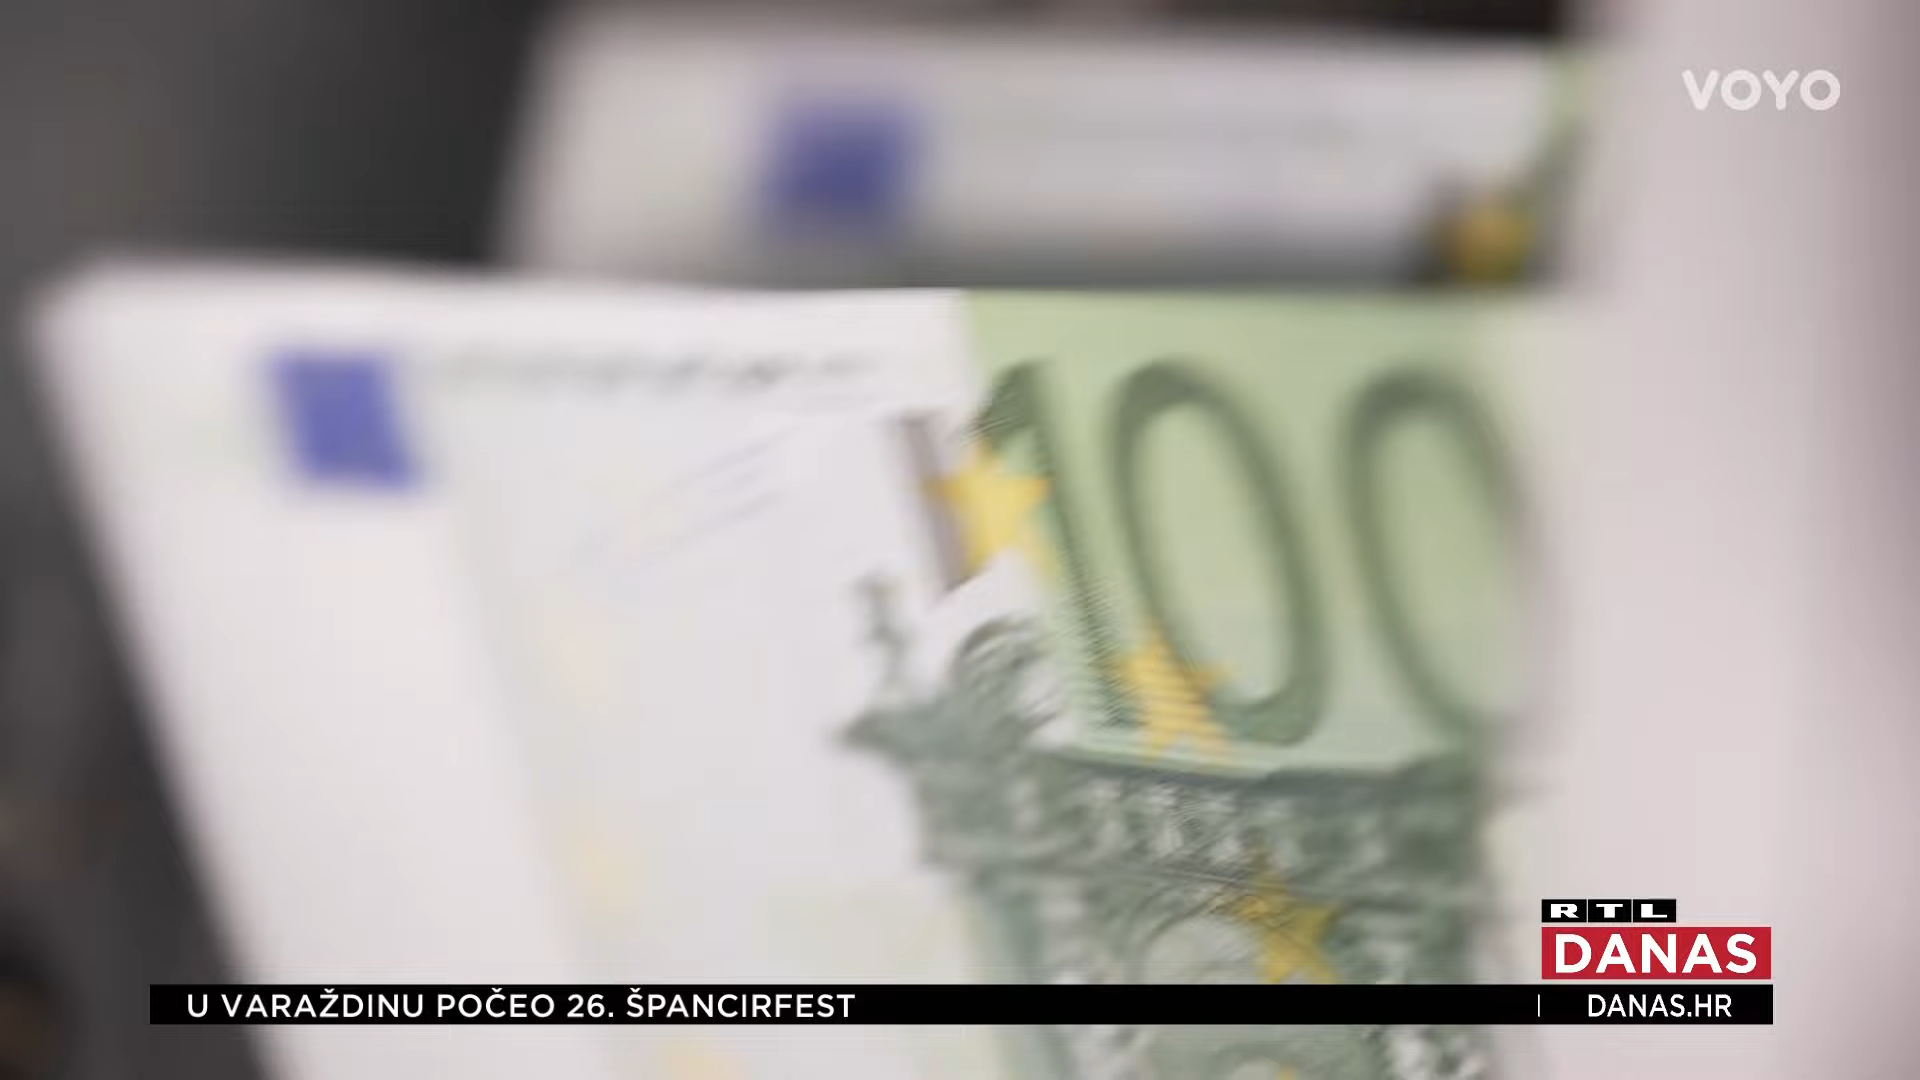 VOYO
100
RTL
DANAS
U VARAŽDINU POČEO 26. ŠPANCIRFEST
DANAS.HR